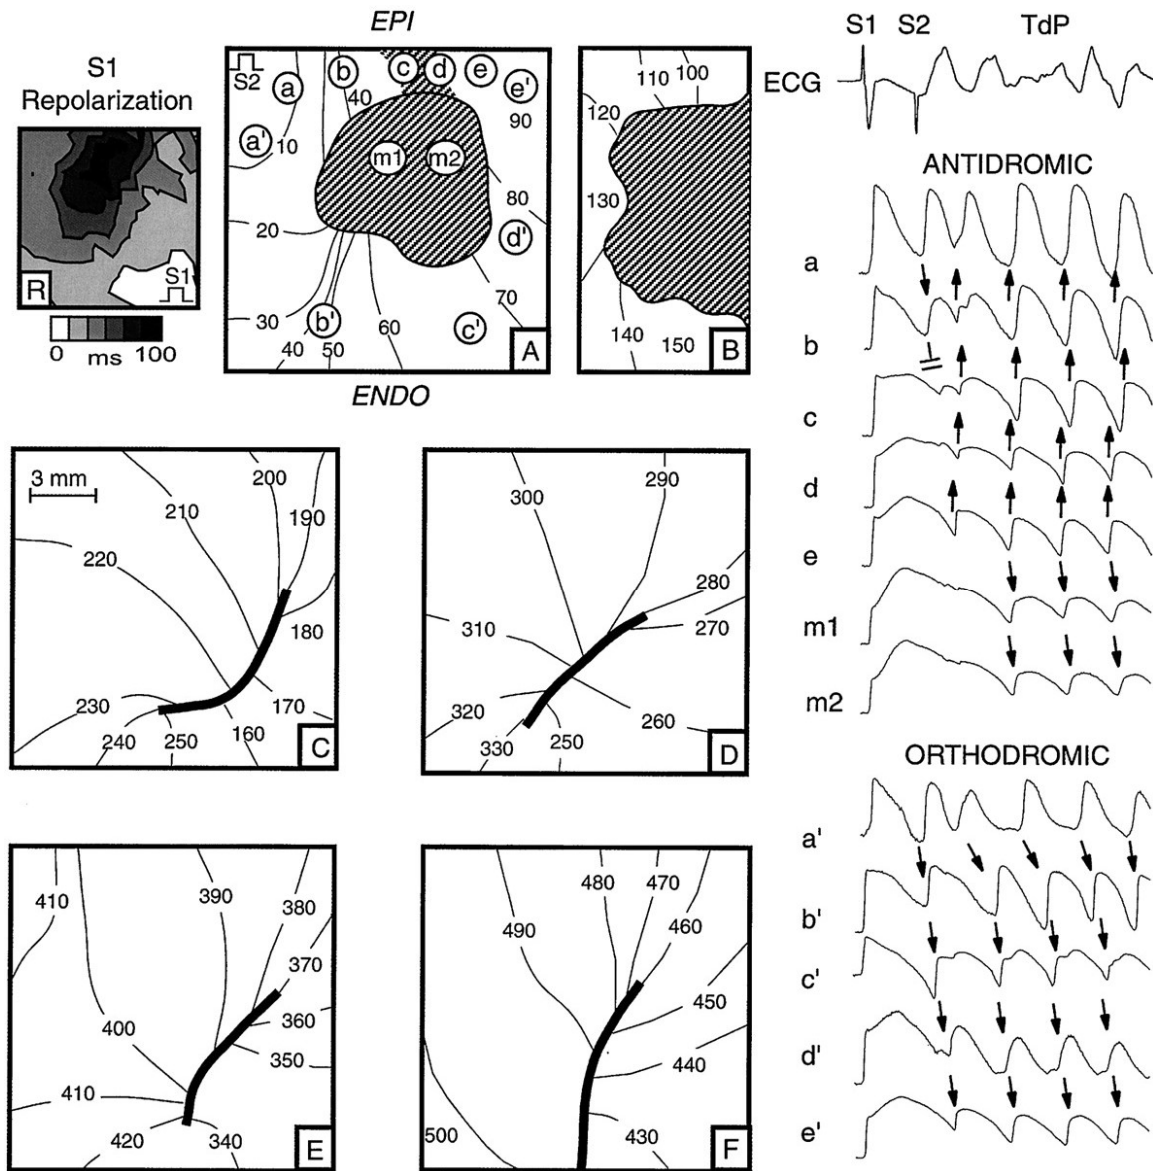 EPI
S1
Repolarization
R
S1
0 ms 100
S2
a
b
c
d
e
e'
a'
m1
m2
d'
b'
c'
10
20
30
40
40
50
60
70
80
90
A
100
110
120
130
140
150
B
ENDO
3 mm
200
190
210
220
180
170
160
230
240
250
C
290
300
280
270
310
260
320
330
250
D
410
390
380
370
400
360
350
410
420
340
E
480
470
460
490
450
440
500
430
F
S1 S2 TdP
ECG
ANTIDROMIC
a
b
c
d
e
m1
m2
ORTHODROMIC
a'
b'
c'
d'
e'